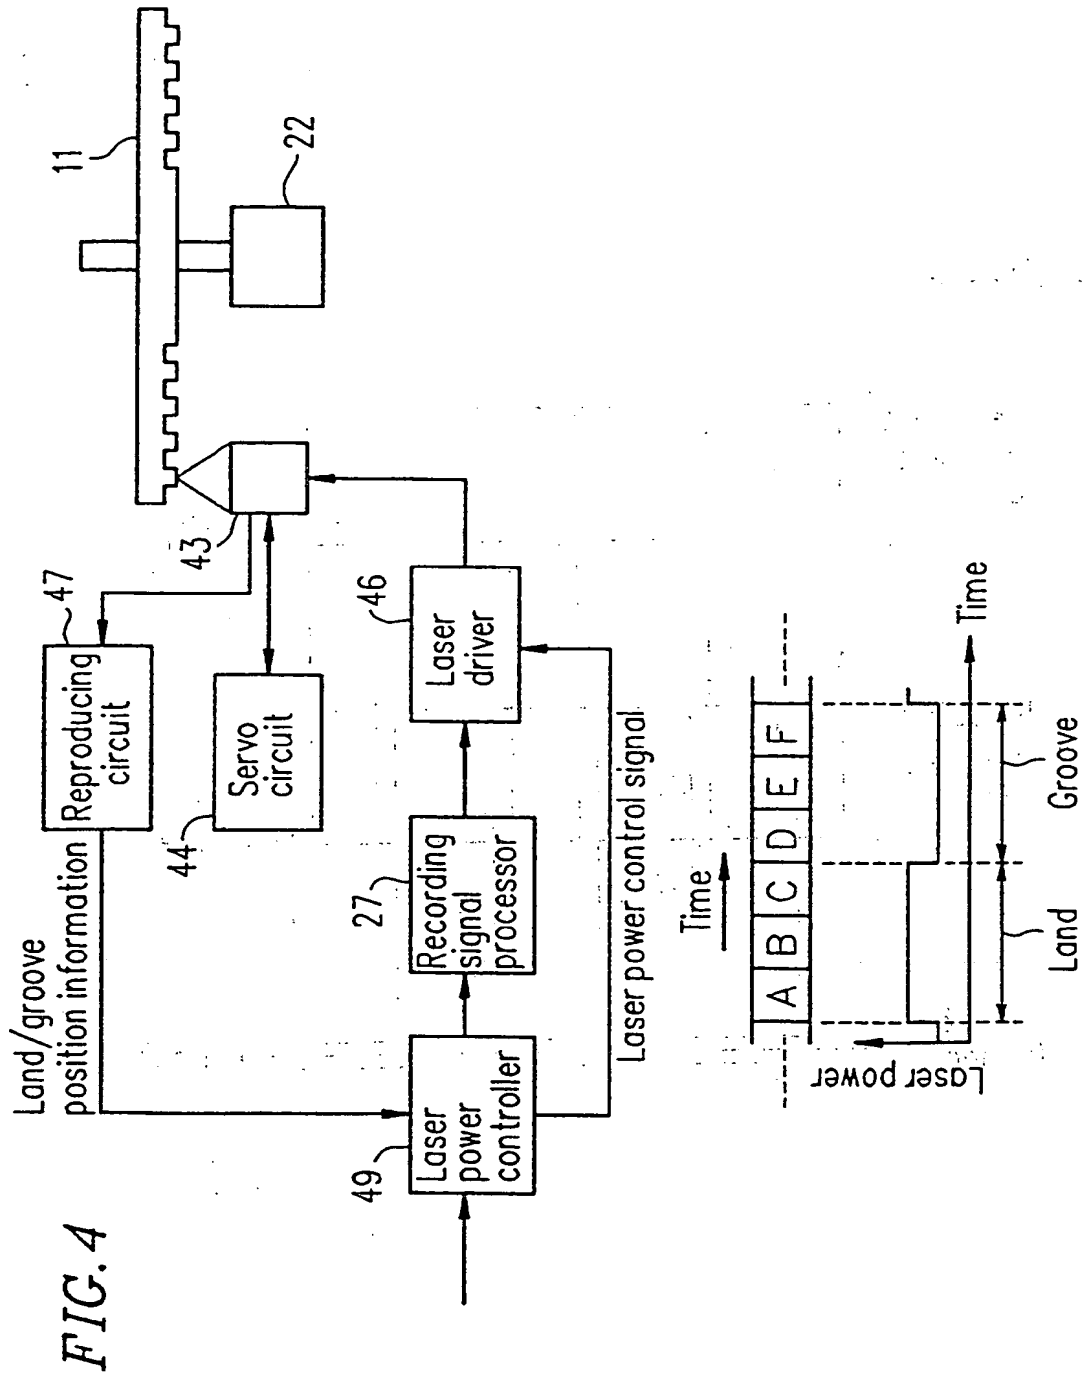 FIG. 4
11
22
43
47
Reproducing
circuit
44
Servo
circuit
46
Laser
driver
27
Recording
signal
processor
49
Laser
power
controller
Land/groove
position information
Laser power control signal
Time
A B C D E F
Laser power
Time
Land
Groove